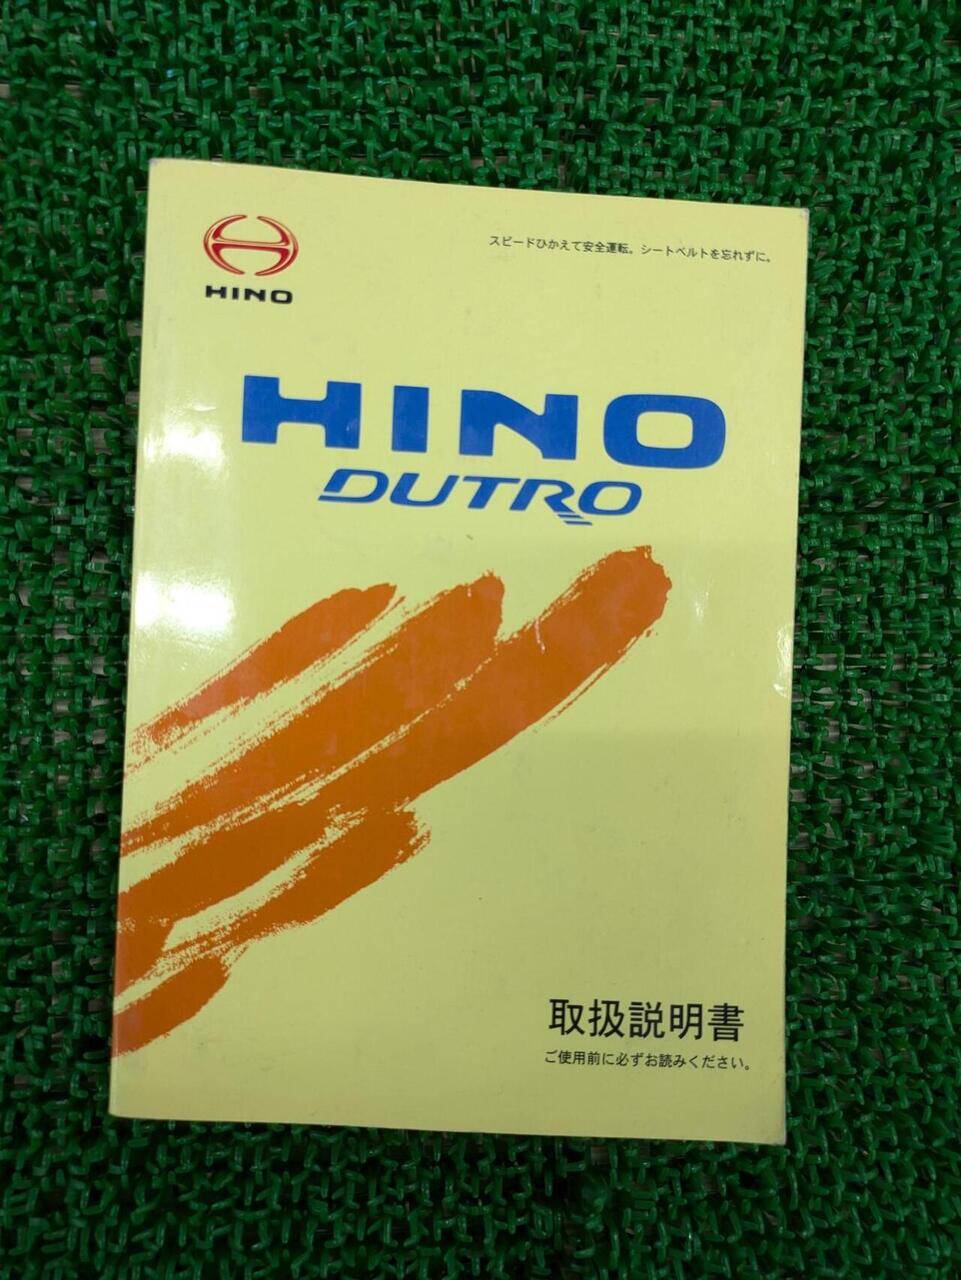 スピードひかえて安全運転。シートベルトを忘れずに。
HINO
HINO
DUTRO
取扱説明書
ご使用前に必ずお読みください。